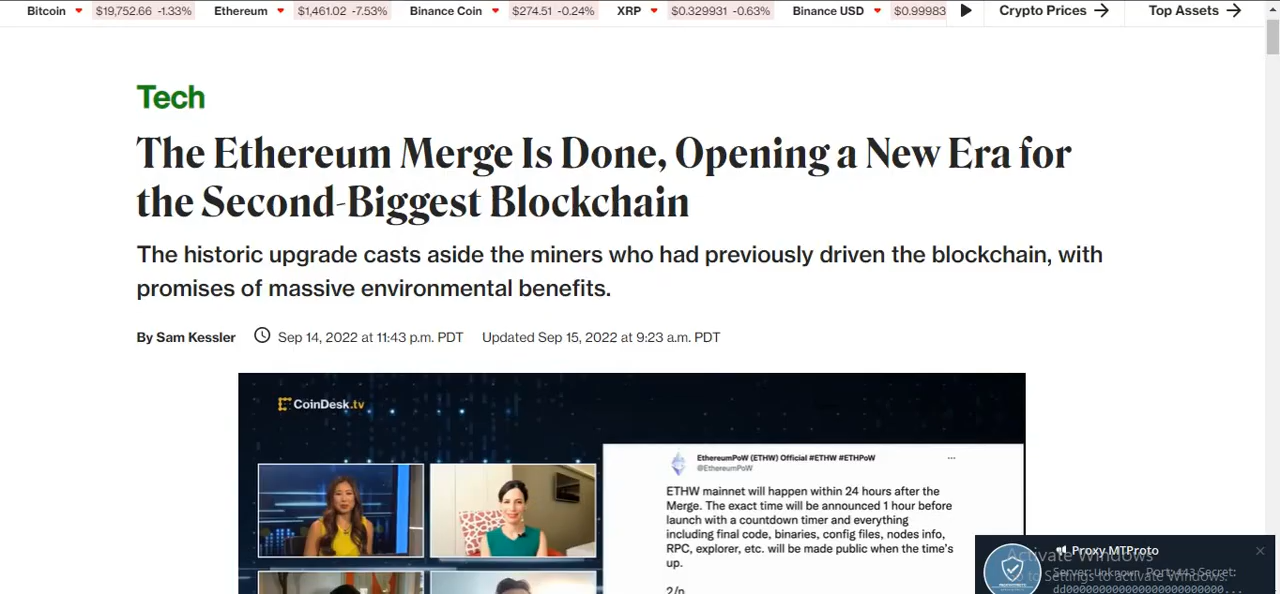 Bitcoin $19,752.66 -1.33% Ethereum $1,461.02 -7.53% Binance Coin $274.51 -0.24% XRP $0.329931 -0.63% Binance USD $0.99983 Crypto Prices Top Assets
Tech
The Ethereum Merge Is Done, Opening a New Era for
the Second-Biggest Blockchain
The historic upgrade casts aside the miners who had previously driven the blockchain, with
promises of massive environmental benefits.
By Sam Kessler Sep 14, 2022 at 11:43 p.m. PDT Updated Sep 15, 2022 at 9:23 a.m. PDT
CoinDesk.tv
EthereumPoW (ETHW) Official #ETHW #ETHPoW
@EthereumPoW
ETHW mainnet will happen within 24 hours after the
Merge. The exact time will be announced 1 hour before
launch with a countdown timer and everything
including final code, binaries, config files, nodes info,
RPC, explorer, etc. will be made public when the time's
up.
2/n
Proxy MTProto
Activate Windows
Server: Unknown Port:443 Secret:
to Settings to activate Windows.